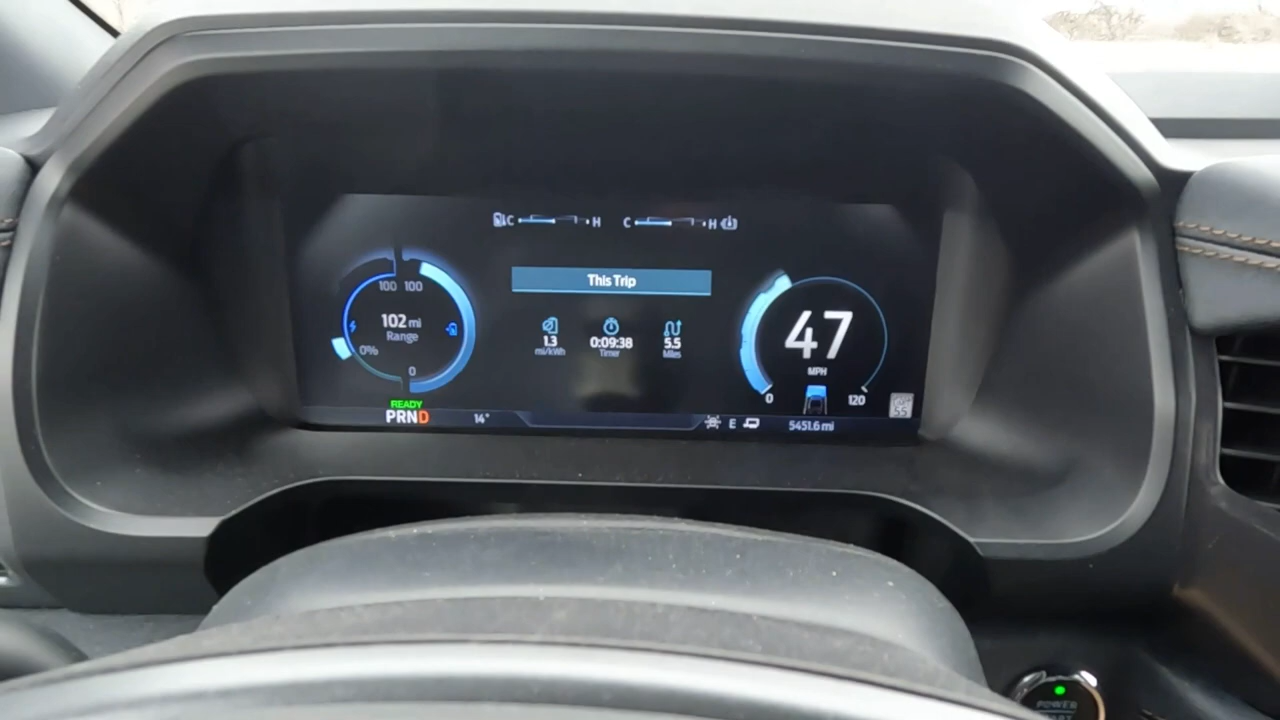 C H C H
This Trip
100 100
102 mi
Range
0%
0
1.3
mi/kWh
0:09:38
Timer
5.5
Miles
47
MPH
0 120
55
READY
PRND
14°
E
5451.6 mi
POWER